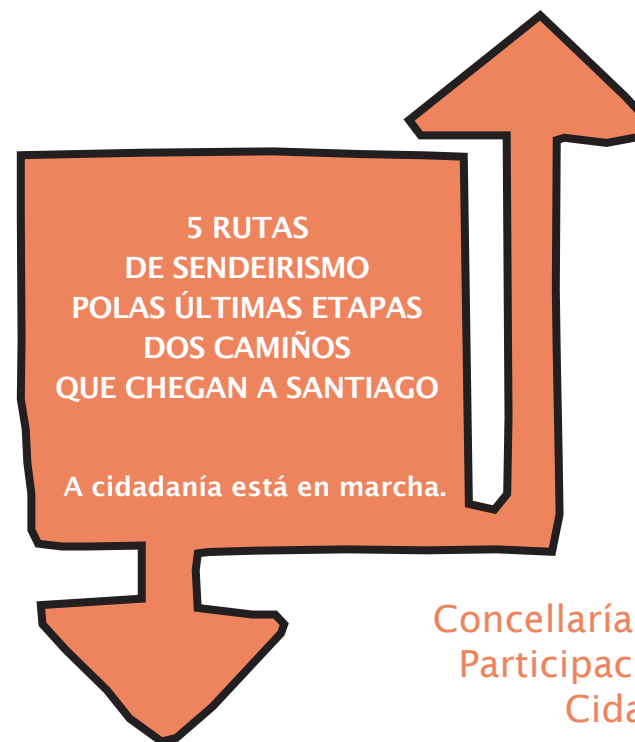 5 RUTAS
DE SENDEIRISMO
POLAS ÚLTIMAS ETAPAS
DOS CAMIÑOS
QUE CHEGAN A SANTIAGO
A cidadanía está en marcha.
Concellaría